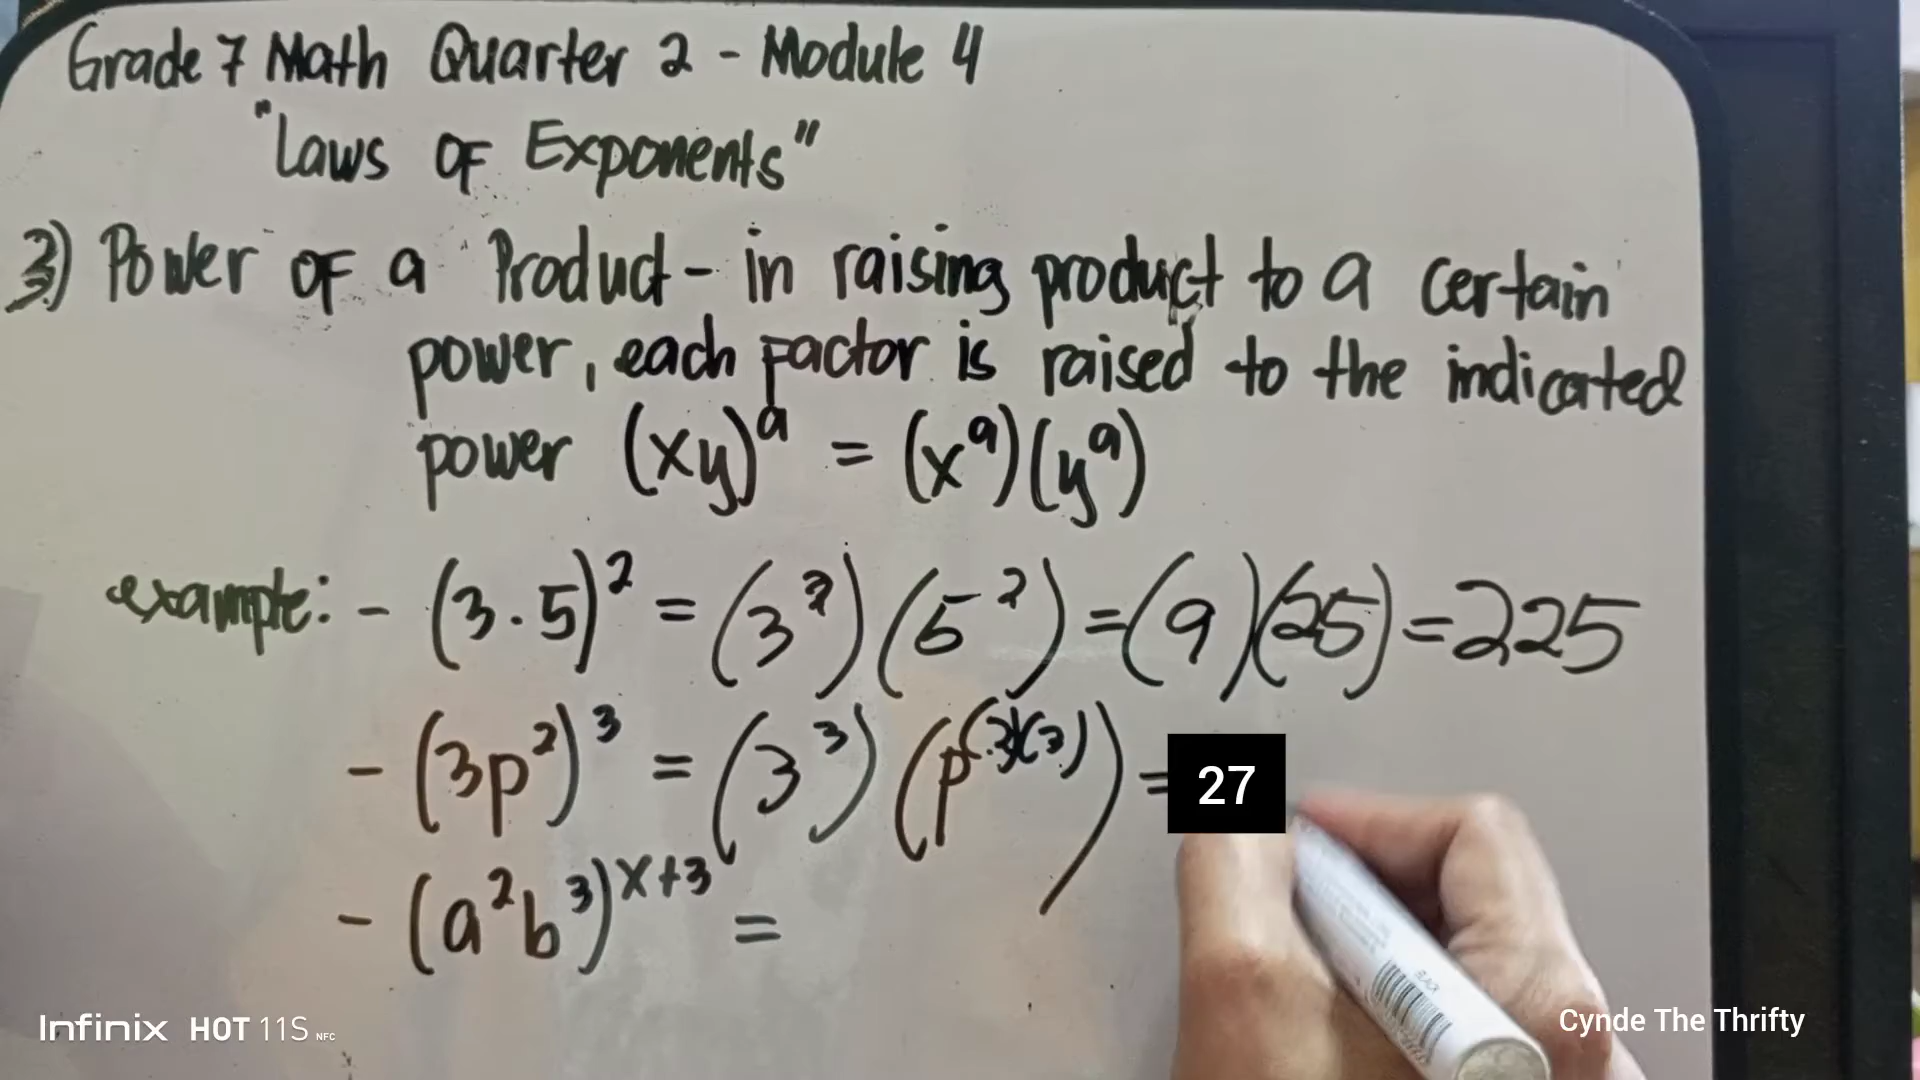 Grade 7 Math Quarter 2 - Module 4
"Laws of Exponents"
3) Power of a Product - in raising product to a certain
power, each factor is raised to the indicated
power (xy)^a = (x^a)(y^a)
example: - (3 · 5)^2 = (3^2)(5^2) = (9)(25) = 225
- (3p^2)^3 = (3^3)(p^(2)(3)) = 27
- (a^2b^3)^x+3 =
BLACK
Infinix HOT 11S NFC
Cynde The Thrifty